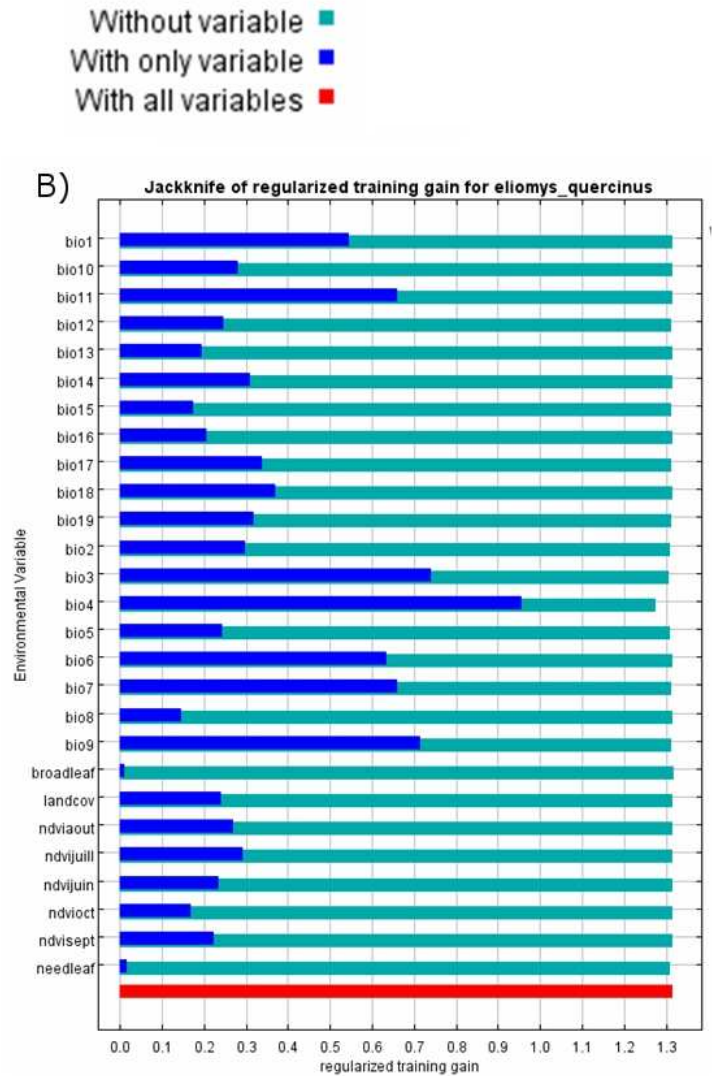 Without variable
With only variable
With all variables
B)
Jackknife of regularized training gain for eliomys_quercinus
Environmental Variable
bio1
bio10
bio11
bio12
bio13
bio14
bio15
bio16
bio17
bio18
bio19
bio2
bio3
bio4
bio5
bio6
bio7
bio8
bio9
broadleaf
landcov
ndviaout
ndvijuill
ndvijuin
ndvioct
ndvisept
needleaf
0.0 0.1 0.2 0.3 0.4 0.5 0.6 0.7 0.8 0.9 1.0 1.1 1.2 1.3
regularized training gain